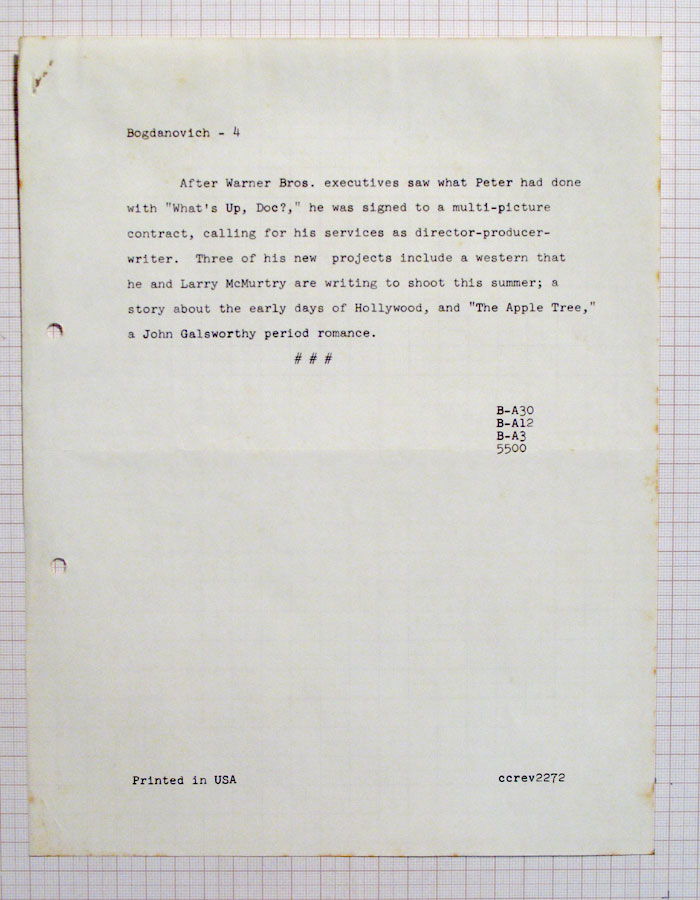 Bogdanovich - 4
After Warner Bros. executives saw what Peter had done
with "What's Up, Doc?," he was signed to a multi-picture
contract, calling for his services as director-producer-
writer. Three of his new projects include a western that
he and Larry McMurtry are writing to shoot this summer; a
story about the early days of Hollywood, and "The Apple Tree,"
a John Galsworthy period romance.
# # #
B-A30
B-A12
B-A3
5500
Printed in USA
ccrev2272